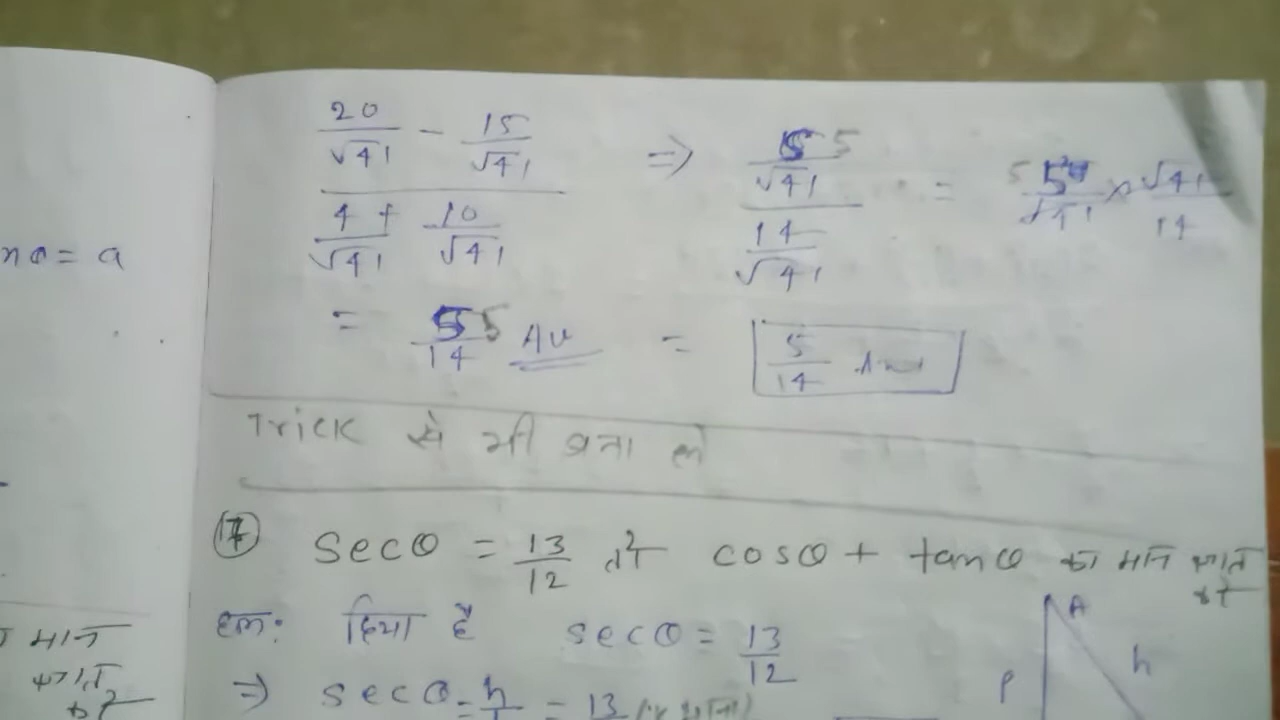 20/√41 - 15/√41 ⇒ 5/√41 = 5/√41 × √41/14
4/√41 + 10/√41 14/√41
= 5/14 = 5/14 Ans
nθ = a
Trick से भी बना लें
17 secθ = 13/12 तो cosθ + tanθ का मान ज्ञात करें
हल: दिया है secθ = 13/12
⇒ secθ = h/ = 13
A
h
P
मान
ज्ञात
करें